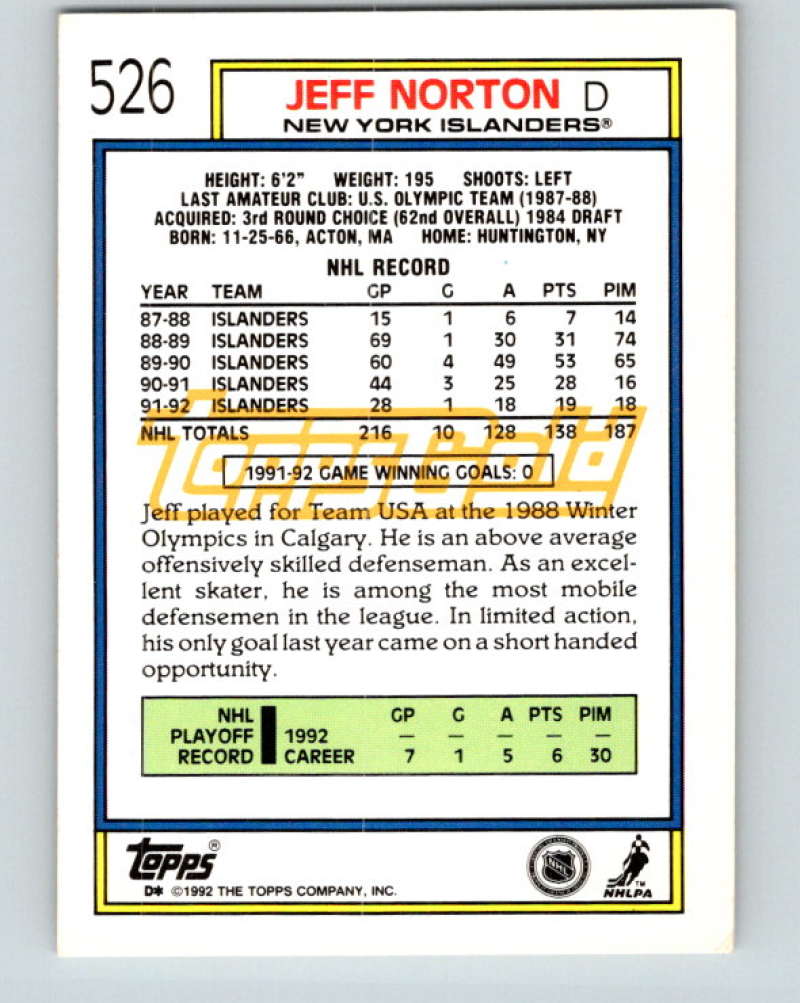 526
JEFF NORTON D
NEW YORK ISLANDERS®
HEIGHT: 6'2" WEIGHT: 195 SHOOTS: LEFT
LAST AMATEUR CLUB: U.S. OLYMPIC TEAM (1987-88)
ACQUIRED: 3rd ROUND CHOICE (62nd OVERALL) 1984 DRAFT
BORN: 11-25-66, ACTON, MA HOME: HUNTINGTON, NY
NHL RECORD
YEAR TEAM GP G A PTS PIM
87-88 ISLANDERS 15 1 6 7 14
88-89 ISLANDERS 69 1 30 31 74
89-90 ISLANDERS 60 4 49 53 65
90-91 ISLANDERS 44 3 25 28 16
91-92 ISLANDERS 28 1 18 19 18
NHL TOTALS 216 10 128 138 187
ToppsGold
1991-92 GAME WINNING GOALS: 0
Jeff played for Team USA at the 1988 Winter
Olympics in Calgary. He is an above average
offensively skilled defenseman. As an excel-
lent skater, he is among the most mobile
defensemen in the league. In limited action,
his only goal last year came on a short handed
opportunity.
NHL GP G A PTS PIM
PLAYOFF 1992 — — — — —
RECORD CAREER 7 1 5 6 30
TOPPS®
D* ©1992 THE TOPPS COMPANY, INC.
NHL
™
NHLPA